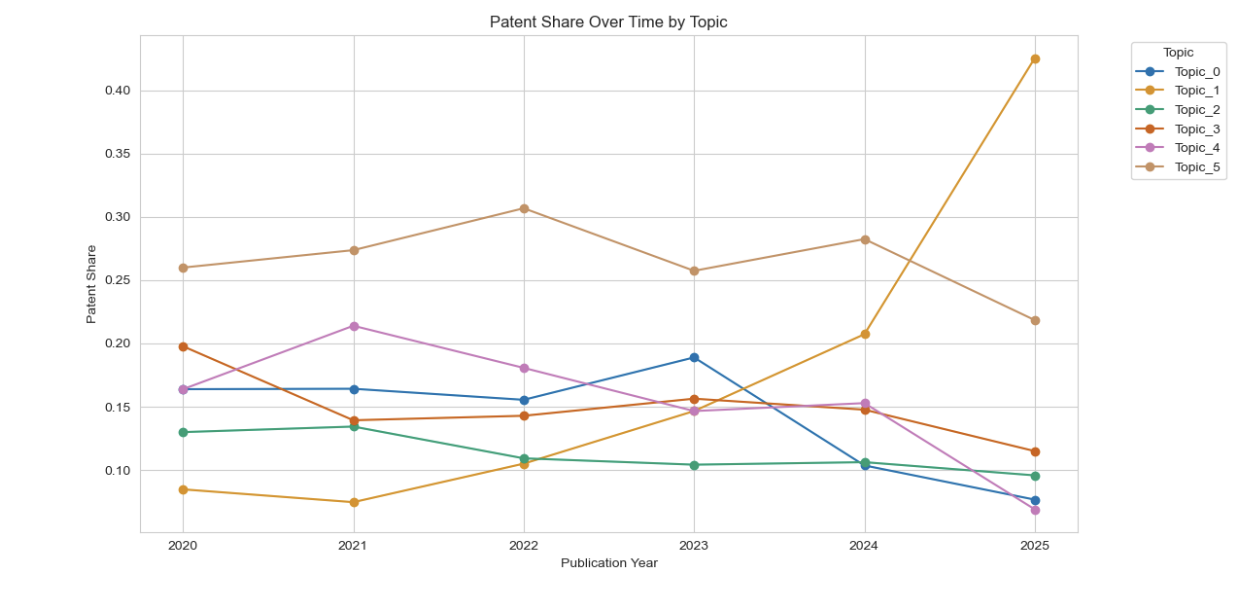 Patent Share Over Time by Topic
Topic
Topic_0
Topic_1
Topic_2
Topic_3
Topic_4
Topic_5
0.40
0.35
0.30
0.25
0.20
0.15
0.10
Patent Share
2020 2021 2022 2023 2024 2025
Publication Year